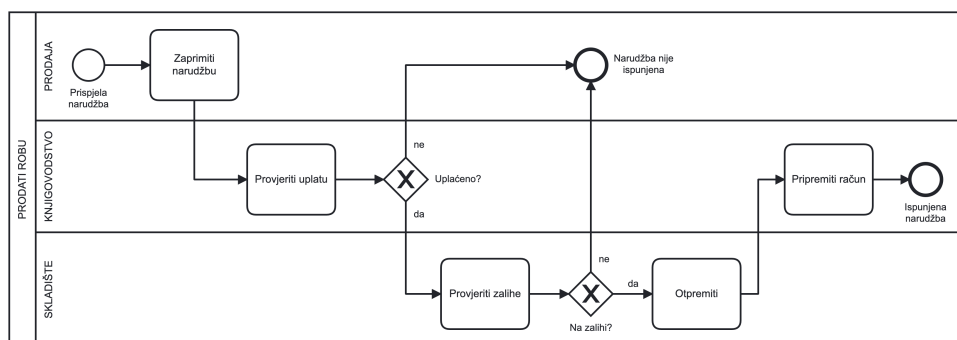 PRODATI ROBU
PRODAJA
Prispjela
narudžba
Zaprimiti
narudžbu
Narudžba nije
ispunjena
KNJIGOVODSTVO
Provjeriti uplatu
ne
X
Uplaćeno?
da
Pripremiti račun
Ispunjena
narudžba
SKLADIŠTE
Provjeriti zalihe
ne
X
Na zalihi?
da
Otpremiti